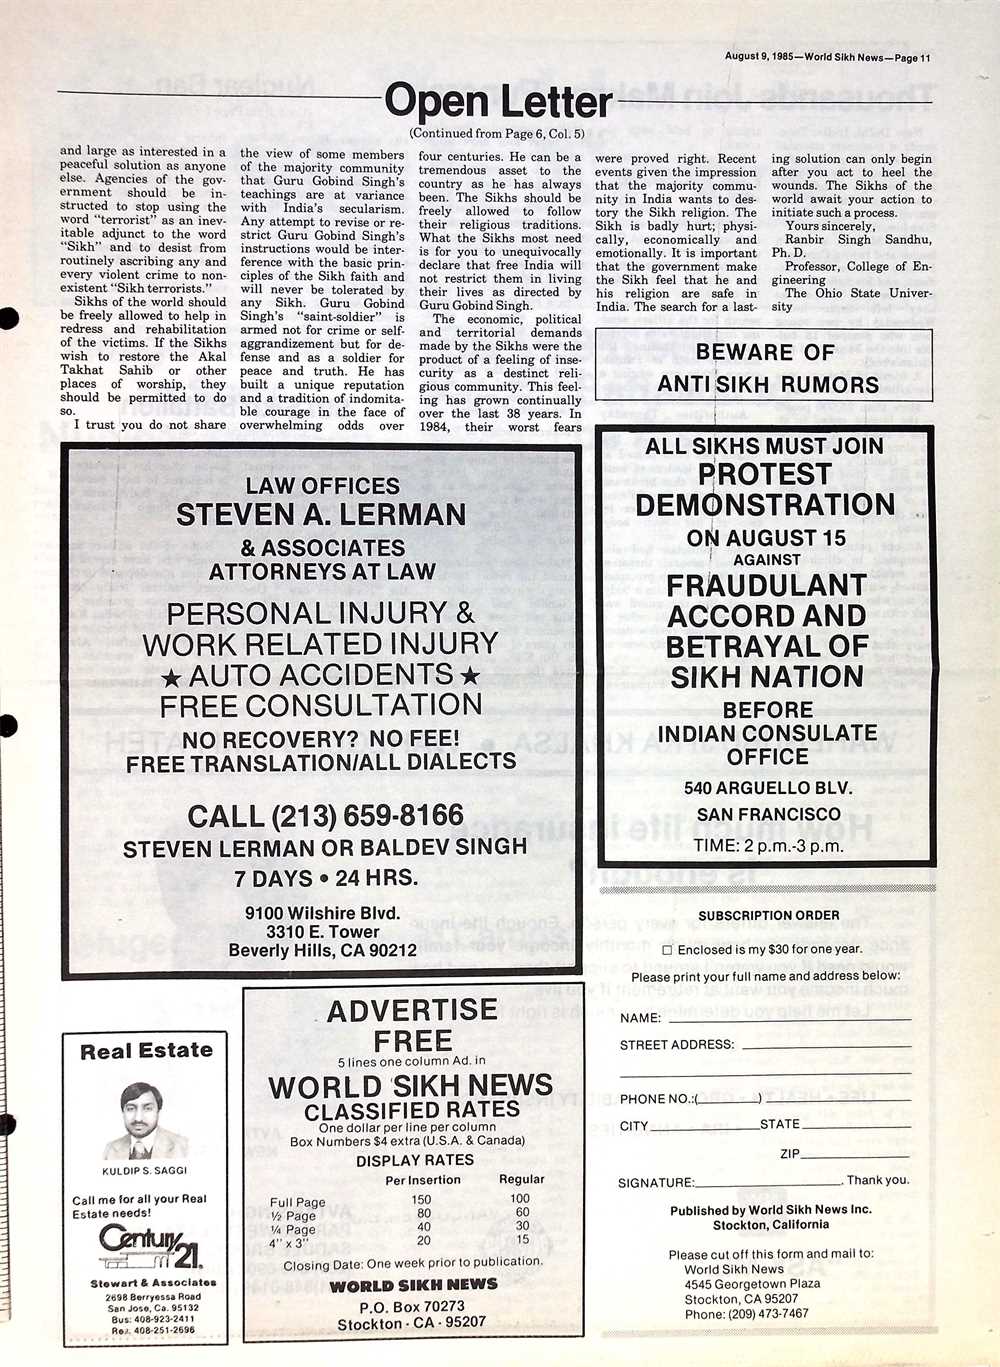 August 9, 1985—World Sikh News—Page 11
Open Letter
(Continued from Page 6, Col. 5)
and large as interested in a
peaceful solution as anyone
else. Agencies of the gov-
ernment should be in-
structed to stop using the
word "terrorist" as an inev-
itable adjunct to the word
"Sikh" and to desist from
routinely ascribing any and
every violent crime to non-
existent "Sikh terrorists."
Sikhs of the world should
be freely allowed to help in
redress and rehabilitation
of the victims. If the Sikhs
wish to restore the Akal
Takhat Sahib or other
places of worship, they
should be permitted to do
so.
I trust you do not share
the view of some members
of the majority community
that Guru Gobind Singh's
teachings are at variance
with India's secularism.
Any attempt to revise or re-
strict Guru Gobind Singh's
instructions would be inter-
ference with the basic prin-
ciples of the Sikh faith and
will never be tolerated by
any Sikh. Guru Gobind
Singh's "saint-soldier" is
armed not for crime or self-
aggrandizement but for de-
fense and as a soldier for
peace and truth. He has
built a unique reputation
and a tradition of indomita-
ble courage in the face of
overwhelming odds over
four centuries. He can be a
tremendous asset to the
country as he has always
been. The Sikhs should be
freely allowed to follow
their religious traditions.
What the Sikhs most need
is for you to unequivocally
declare that free India will
not restrict them in living
their lives as directed by
Guru Gobind Singh.
The economic, political
and territorial demands
made by the Sikhs were the
product of a feeling of inse-
curity as a destinct reli-
gious community. This feel-
ing has grown continually
over the last 38 years. In
1984, their worst fears
were proved right. Recent
events given the impression
that the majority commu-
nity in India wants to des-
tory the Sikh religion. The
Sikh is badly hurt; physi-
cally, economically and
emotionally. It is important
that the government make
the Sikh feel that he and
his religion are safe in
India. The search for a last-
ing solution can only begin
after you act to heel the
wounds. The Sikhs of the
world await your action to
initiate such a process.
Yours sincerely,
Ranbir Singh Sandhu,
Ph. D.
Professor, College of En-
gineering
The Ohio State Univer-
sity
BEWARE OF
ANTI SIKH RUMORS
ALL SIKHS MUST JOIN
PROTEST
DEMONSTRATION
ON AUGUST 15
AGAINST
FRAUDULANT
ACCORD AND
BETRAYAL OF
SIKH NATION
BEFORE
INDIAN CONSULATE
OFFICE
540 ARGUELLO BLV.
SAN FRANCISCO
TIME: 2 p.m.-3 p.m.
LAW OFFICES
STEVEN A. LERMAN
& ASSOCIATES
ATTORNEYS AT LAW
PERSONAL INJURY &
WORK RELATED INJURY
★ AUTO ACCIDENTS ★
FREE CONSULTATION
NO RECOVERY? NO FEE!
FREE TRANSLATION/ALL DIALECTS
CALL (213) 659-8166
STEVEN LERMAN OR BALDEV SINGH
7 DAYS • 24 HRS.
9100 Wilshire Blvd.
3310 E. Tower
Beverly Hills, CA 90212
SUBSCRIPTION ORDER
☐ Enclosed is my $30 for one year.
Please print your full name and address below:
NAME:
STREET ADDRESS:
PHONE NO.:( )
CITY STATE
ZIP
SIGNATURE: . Thank you.
Published by World Sikh News Inc.
Stockton, California
Please cut off this form and mail to:
World Sikh News
4545 Georgetown Plaza
Stockton, CA 95207
Phone: (209) 473-7467
Real Estate
KULDIP S. SAGGI
Call me for all your Real
Estate needs!
Century 21.
Stewart & Associates
2698 Berryessa Road
San Jose, Ca. 95132
Bus: 408-923-2411
Res: 408-251-2696
ADVERTISE
FREE
5 lines one column Ad. in
WORLD SIKH NEWS
CLASSIFIED RATES
One dollar per line per column
Box Numbers $4 extra (U.S.A. & Canada)
DISPLAY RATES
Per Insertion Regular
Full Page 150 100
½ Page 80 60
¼ Page 40 30
4" x 3" 20 15
Closing Date: One week prior to publication.
WORLD SIKH NEWS
P.O. Box 70273
Stockton - CA - 95207